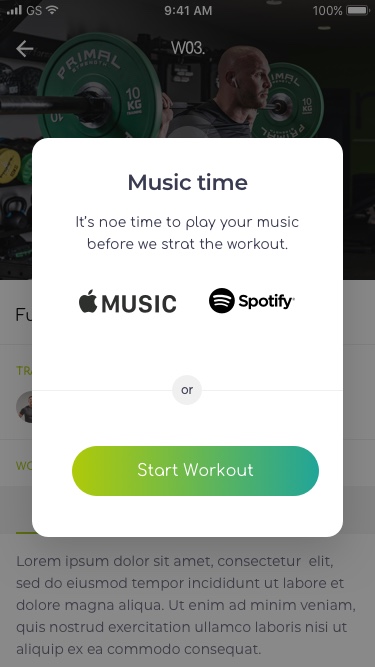 GS 9:41 AM 100%
W03.
PRIMAL
STRENGTH
10
KG
PRIMAL
10
KG
Music time
It's noe time to play your music
before we strat the workout.
MUSIC Spotify
or
Start Workout
Fu
TRA
WO
Lorem ipsum dolor sit amet, consectetur elit,
sed do eiusmod tempor incididunt ut labore et
dolore magna aliqua. Ut enim ad minim veniam,
quis nostrud exercitation ullamco laboris nisi ut
aliquip ex ea commodo consequat.